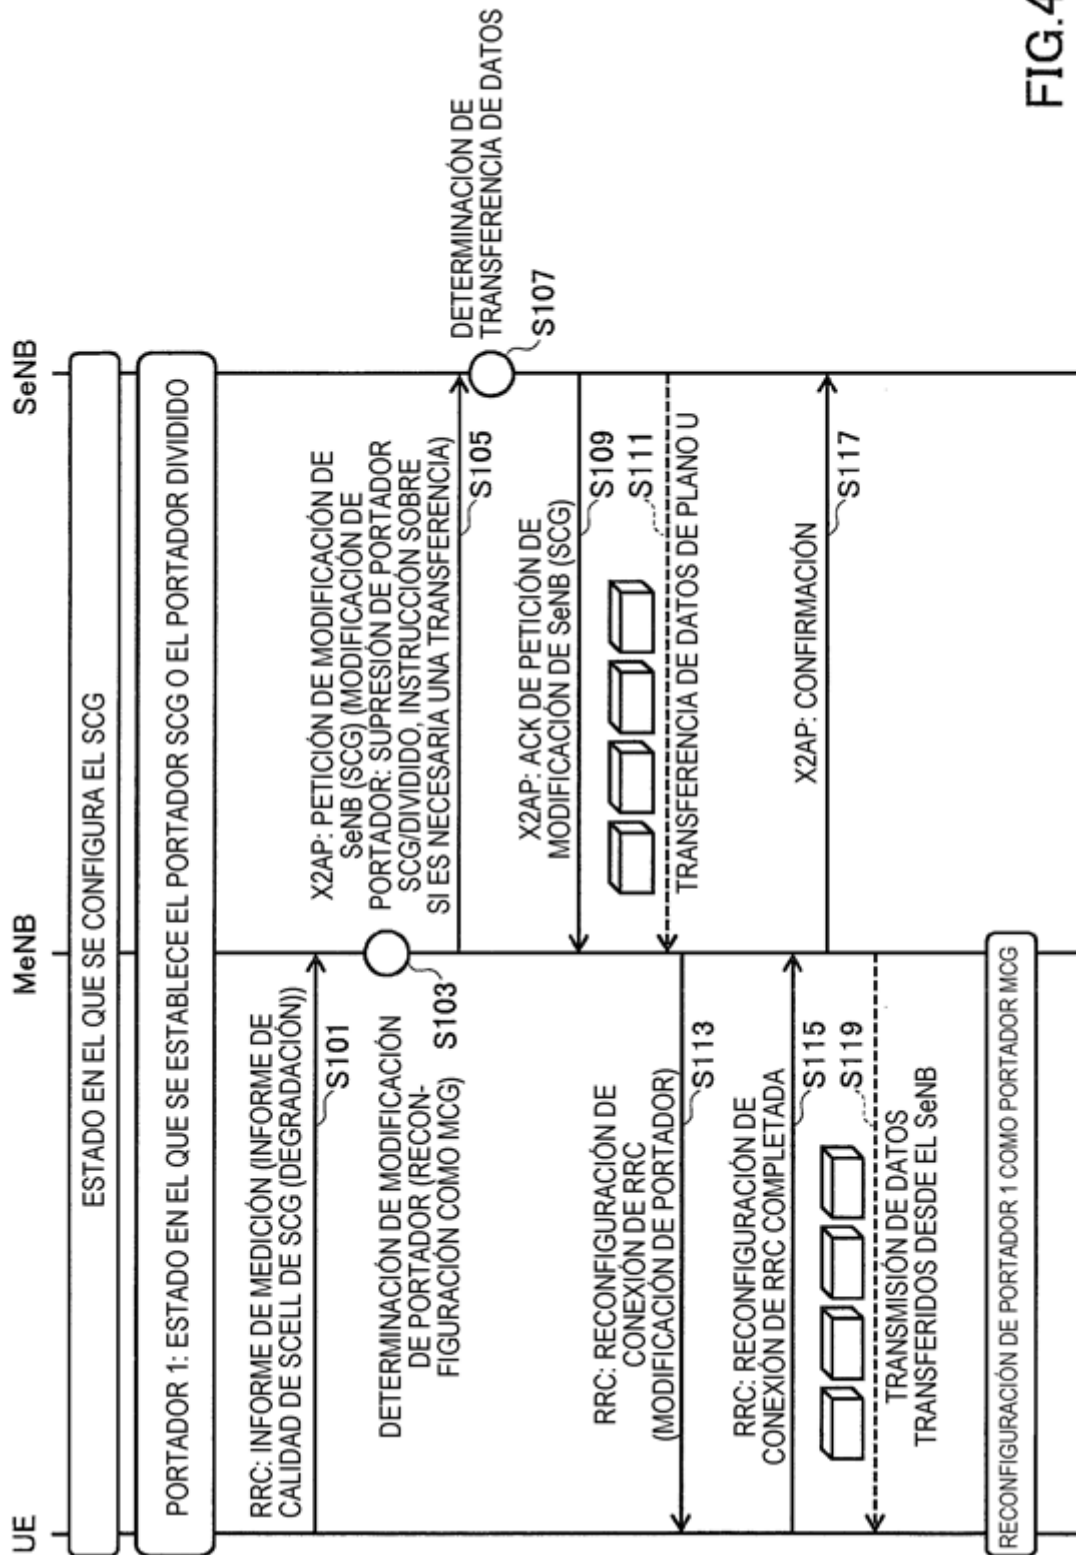 UE
MeNB
SeNB
ESTADO EN EL QUE SE CONFIGURA EL SCG
PORTADOR 1: ESTADO EN EL QUE SE ESTABLECE EL PORTADOR SCG O EL PORTADOR DIVIDIDO
RRC: INFORME DE MEDICIÓN (INFORME DE
CALIDAD DE SCELL DE SCG (DEGRADACIÓN))
S101
DETERMINACIÓN DE MODIFICACIÓN
DE PORTADOR (RECON-
FIGURACIÓN COMO MCG)
S103
X2AP: PETICIÓN DE MODIFICACIÓN DE
SeNB (SCG) (MODIFICACIÓN DE
PORTADOR: SUPRESIÓN DE PORTADOR
SCG/DIVIDIDO, INSTRUCCIÓN SOBRE
SI ES NECESARIA UNA TRANSFERENCIA)
S105
DETERMINACIÓN DE
TRANSFERENCIA DE DATOS
S107
X2AP: ACK DE PETICIÓN DE
MODIFICACIÓN DE SeNB (SCG)
S109
S111
TRANSFERENCIA DE DATOS DE PLANO U
RRC: RECONFIGURACIÓN DE
CONEXIÓN DE RRC
(MODIFICACIÓN DE PORTADOR)
S113
RRC: RECONFIGURACIÓN DE
CONEXIÓN DE RRC COMPLETADA
S115
X2AP: CONFIRMACIÓN
S117
S119
TRANSMISIÓN DE DATOS
TRANSFERIDOS DESDE EL SeNB
RECONFIGURACIÓN DE PORTADOR 1 COMO PORTADOR MCG
FIG.4